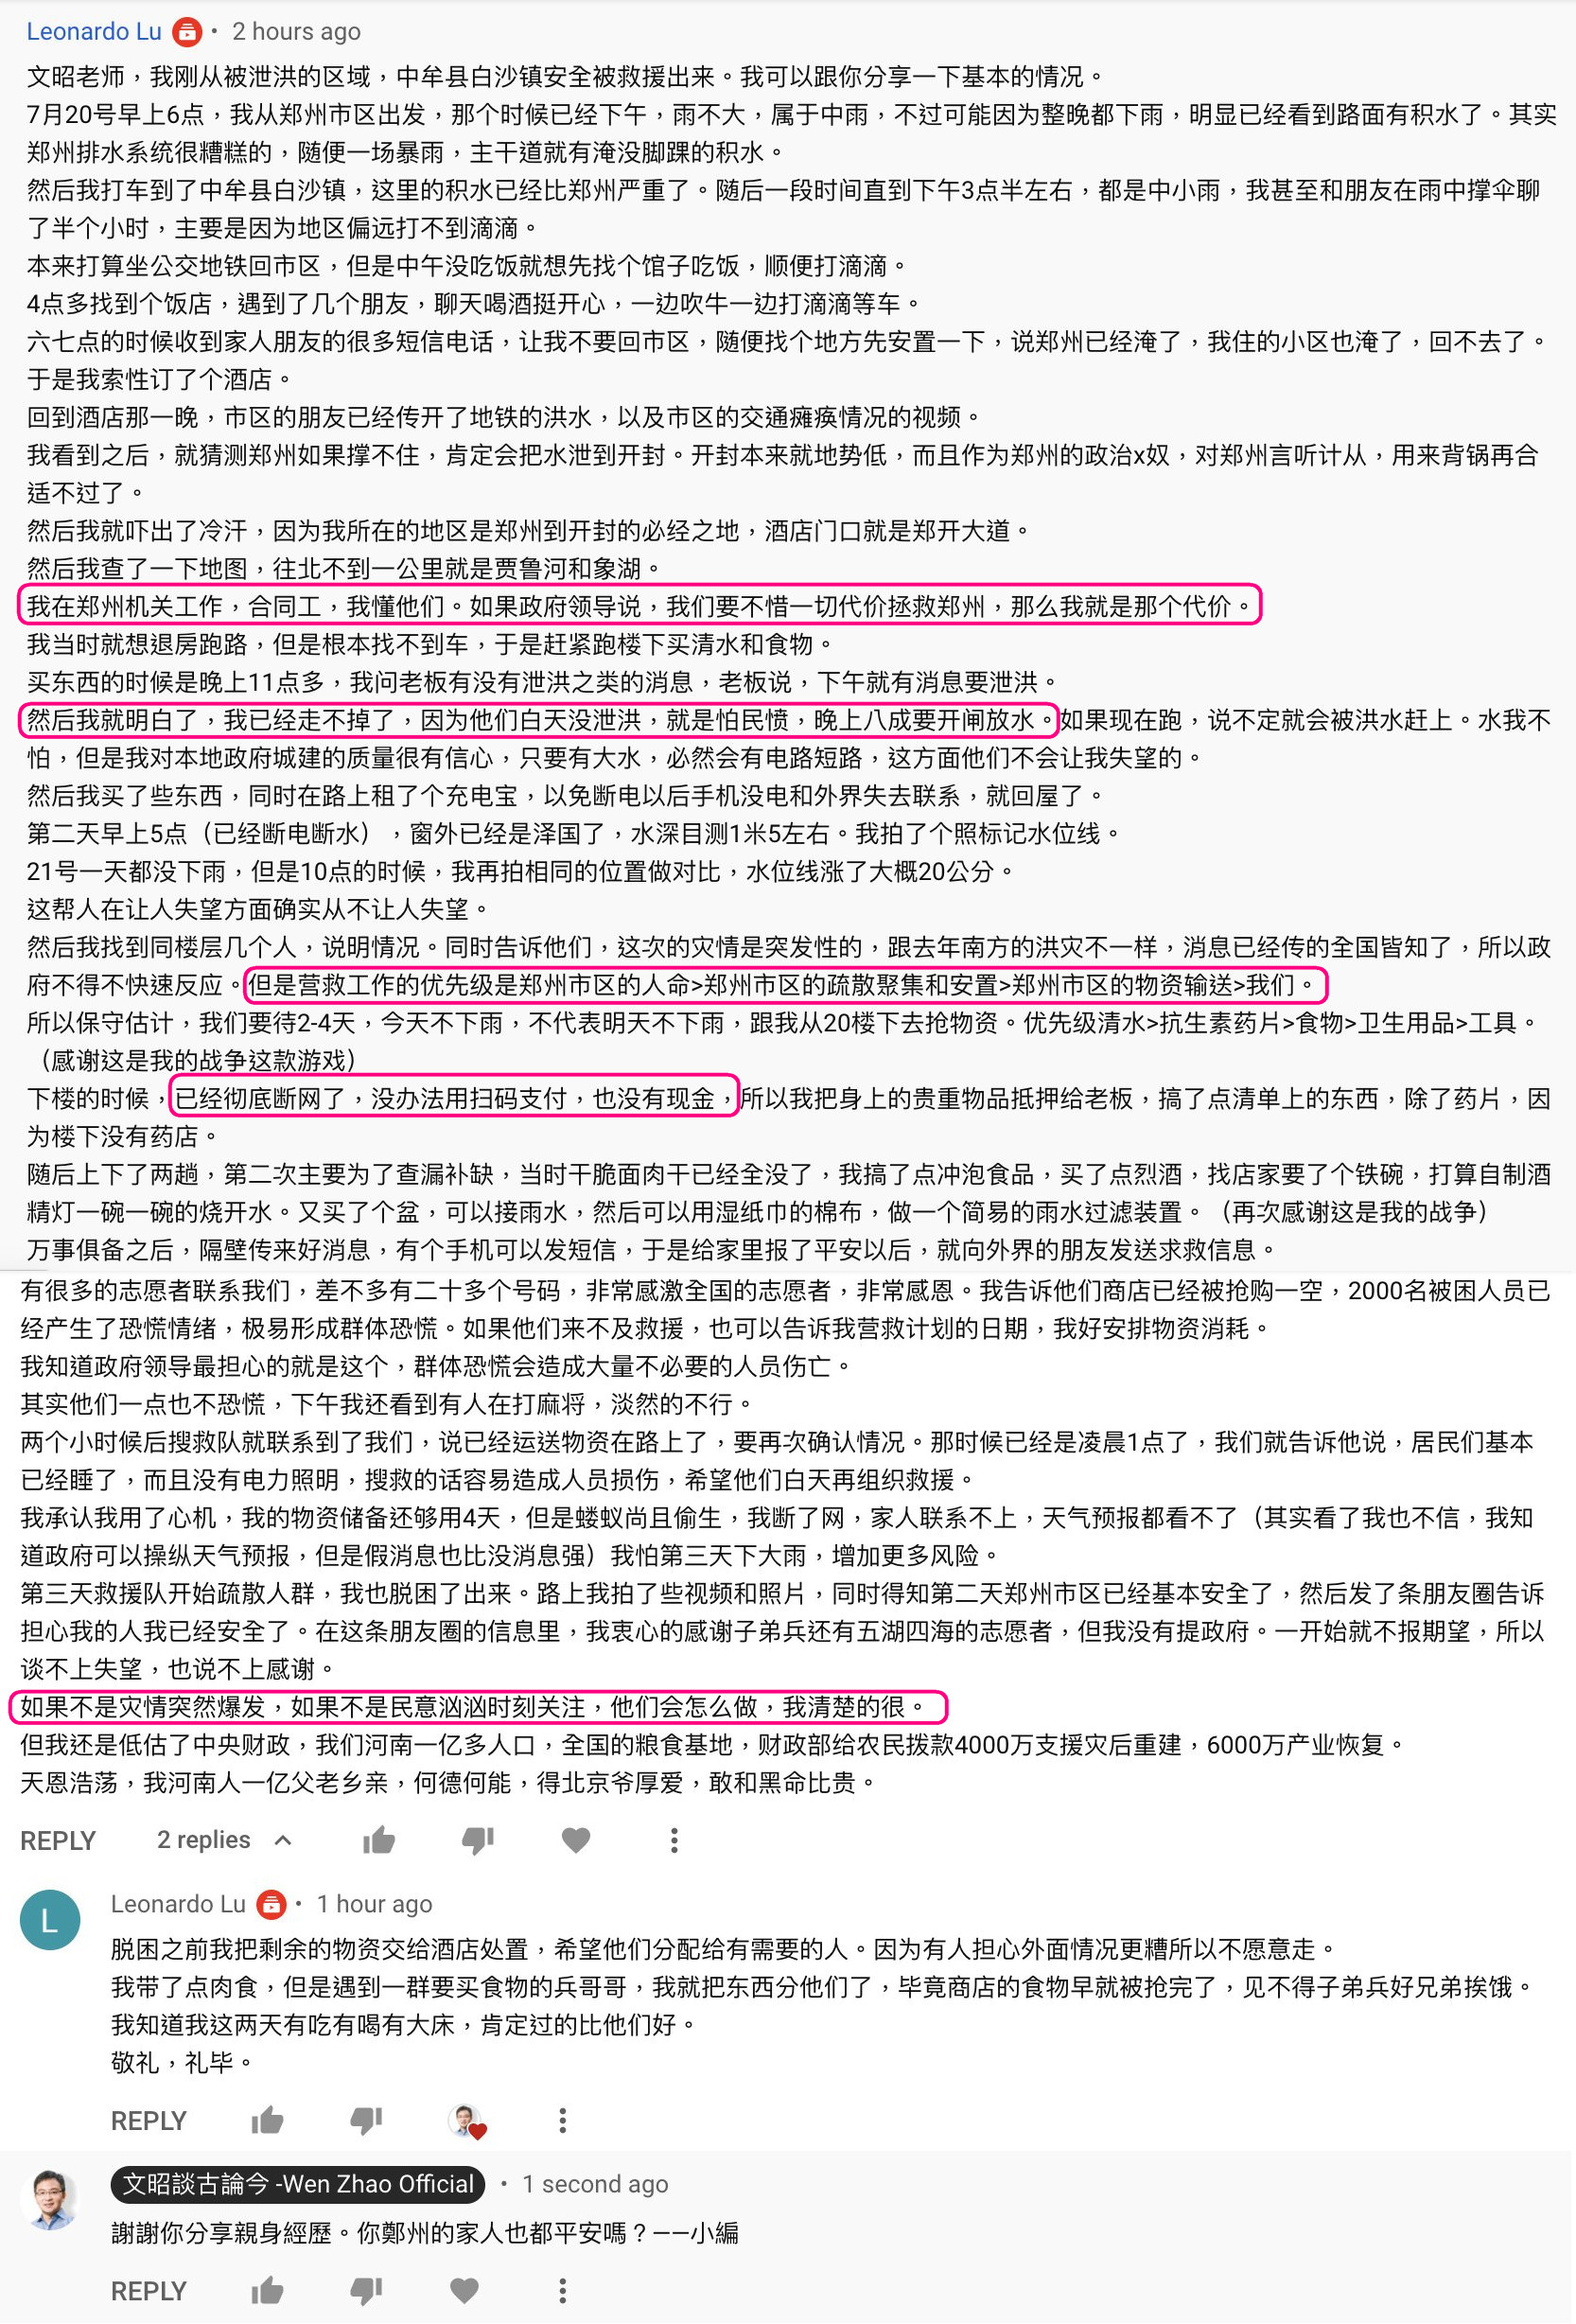 Leonardo Lu • 2 hours ago
文昭老师，我刚从被泄洪的区域，中牟县白沙镇安全被救援出来。我可以跟你分享一下基本的情况。
7月20号早上6点，我从郑州市区出发，那个时候已经下午，雨不大，属于中雨，不过可能因为整晚都下雨，明显已经看到路面有积水了。其实
郑州排水系统很糟糕的，随便一场暴雨，主干道就有淹没脚踝的积水。
然后我打车到了中牟县白沙镇，这里的积水已经比郑州严重了。随后一段时间直到下午3点半左右，都是中小雨，我甚至和朋友在雨中撑伞聊
了半个小时，主要是因为地区偏远打不到滴滴。
本来打算坐公交地铁回市区，但是中午没吃饭就想先找个馆子吃饭，顺便打滴滴。
4点多找到个饭店，遇到了几个朋友，聊天喝酒挺开心，一边吹牛一边打滴滴等车。
六七点的时候收到家人朋友的很多短信电话，让我不要回市区，随便找个地方先安置一下，说郑州已经淹了，我住的小区也淹了，回不去了。
于是我索性订了个酒店。
回到酒店那一晚，市区的朋友已经传开了地铁的洪水，以及市区的交通瘫痪情况的视频。
我看到之后，就猜测郑州如果撑不住，肯定会把水泄到开封。开封本来就地势低，而且作为郑州的政治x奴，对郑州言听计从，用来背锅再合
适不过了。
然后我就吓出了冷汗，因为我所在的地区是郑州到开封的必经之地，酒店门口就是郑开大道。
然后我查了一下地图，往北不到一公里就是贾鲁河和象湖。
我在郑州机关工作，合同工，我懂他们。如果政府领导说，我们要不惜一切代价拯救郑州，那么我就是那个代价。
我当时就想退房跑路，但是根本找不到车，于是赶紧跑楼下买清水和食物。
买东西的时候是晚上11点多，我问老板有没有泄洪之类的消息，老板说，下午就有消息要泄洪。
然后我就明白了，我已经走不掉了，因为他们白天没泄洪，就是怕民愤，晚上八成要开闸放水。如果现在跑，说不定就会被洪水赶上。水我不
怕，但是我对本地政府城建的质量很有信心，只要有大水，必然会有电路短路，这方面他们不会让我失望的。
然后我买了些东西，同时在路上租了个充电宝，以免断电以后手机没电和外界失去联系，就回屋了。
第二天早上5点（已经断电断水），窗外已经是泽国了，水深目测1米5左右。我拍了个照标记水位线。
21号一天都没下雨，但是10点的时候，我再拍相同的位置做对比，水位线涨了大概20公分。
这帮人在让人失望方面确实从不让人失望。
然后我找到同楼层几个人，说明情况。同时告诉他们，这次的灾情是突发性的，跟去年南方的洪灾不一样，消息已经传的全国皆知了，所以政
府不得不快速反应。但是营救工作的优先级是郑州市区的人命>郑州市区的疏散聚集和安置>郑州市区的物资输送>我们。
所以保守估计，我们要待2-4天，今天不下雨，不代表明天不下雨，跟我从20楼下去抢物资。优先级清水>抗生素药片>食物>卫生用品>工具。
（感谢这是我的战争这款游戏）
下楼的时候，已经彻底断网了，没办法用扫码支付，也没有现金，所以我把身上的贵重物品抵押给老板，搞了点清单上的东西，除了药片，因
为楼下没有药店。
随后上下了两趟，第二次主要为了查漏补缺，当时干脆面肉干已经全没了，我搞了点冲泡食品，买了点烈酒，找店家要了个铁碗，打算自制酒
精灯一碗一碗的烧开水。又买了个盆，可以接雨水，然后可以用湿纸巾的棉布，做一个简易的雨水过滤装置。（再次感谢这是我的战争）
万事俱备之后，隔壁传来好消息，有个手机可以发短信，于是给家里报了平安以后，就向外界的朋友发送求救信息。
有很多的志愿者联系我们，差不多有二十多个号码，非常感激全国的志愿者，非常感恩。我告诉他们商店已经被抢购一空，2000名被困人员已
经产生了恐慌情绪，极易形成群体恐慌。如果他们来不及救援，也可以告诉我营救计划的日期，我好安排物资消耗。
我知道政府领导最担心的就是这个，群体恐慌会造成大量不必要的人员伤亡。
其实他们一点也不恐慌，下午我还看到有人在打麻将，淡然的不行。
两个小时候后搜救队就联系到了我们，说已经运送物资在路上了，要再次确认情况。那时候已经是凌晨1点了，我们就告诉他说，居民们基本
已经睡了，而且没有电力照明，搜救的话容易造成人员损伤，希望他们白天再组织救援。
我承认我用了心机，我的物资储备还够用4天，但是蝼蚁尚且偷生，我断了网，家人联系不上，天气预报都看不了（其实看了我也不信，我知
道政府可以操纵天气预报，但是假消息也比没消息强）我怕第三天下大雨，增加更多风险。
第三天救援队开始疏散人群，我也脱困了出来。路上我拍了些视频和照片，同时得知第二天郑州市区已经基本安全了，然后发了条朋友圈告诉
担心我的人我已经安全了。在这条朋友圈的信息里，我衷心的感谢子弟兵还有五湖四海的志愿者，但我没有提政府。一开始就不报期望，所以
谈不上失望，也说不上感谢。
如果不是灾情突然爆发，如果不是民意汹汹时刻关注，他们会怎么做，我清楚的很。
但我还是低估了中央财政，我们河南一亿多人口，全国的粮食基地，财政部给农民拨款4000万支援灾后重建，6000万产业恢复。
天恩浩荡，我河南人一亿父老乡亲，何德何能，得北京爷厚爱，敢和黑命比贵。
REPLY 2 replies
L
Leonardo Lu • 1 hour ago
脱困之前我把剩余的物资交给酒店处置，希望他们分配给有需要的人。因为有人担心外面情况更糟所以不愿意走。
我带了点肉食，但是遇到一群要买食物的兵哥哥，我就把东西分他们了，毕竟商店的食物早就被抢完了，见不得子弟兵好兄弟挨饿。
我知道我这两天有吃有喝有大床，肯定过的比他们好。
敬礼，礼毕。
REPLY
文昭談古論今 -Wen Zhao Official • 1 second ago
謝謝你分享親身經歷。你鄭州的家人也都平安嗎？——小編
REPLY